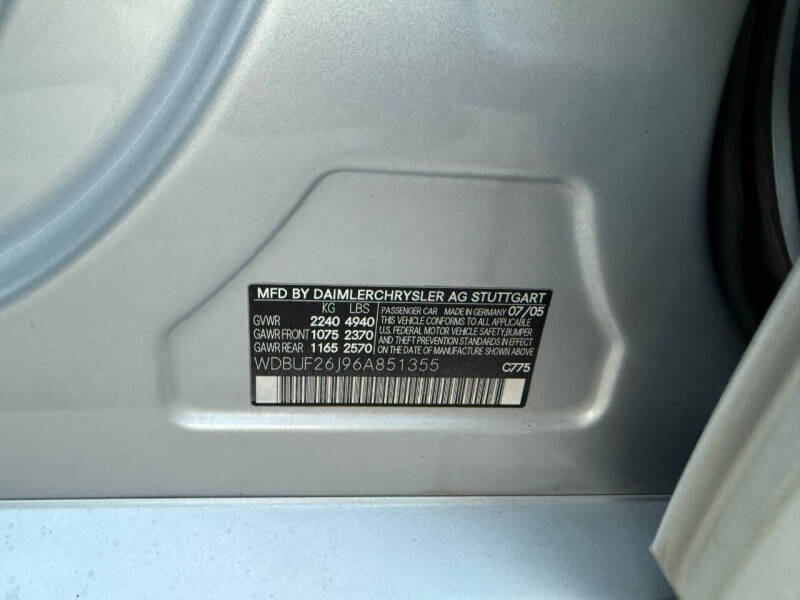 MFD BY DAIMLERCHRYSLER AG STUTTGART
KG LBS PASSENGER CAR MADE IN GERMANY 07/05
GVWR 2240 4940 THIS VEHICLE CONFORMS TO ALL APPLICABLE
U.S. FEDERAL MOTOR VEHICLE SAFETY, BUMPER
GAWR FRONT 1075 2370 AND THEFT PREVENTION STANDARDS IN EFFECT
GAWR REAR 1165 2570 ON THE DATE OF MANUFACTURE SHOWN ABOVE.
WDBUF26J96A851355 C775